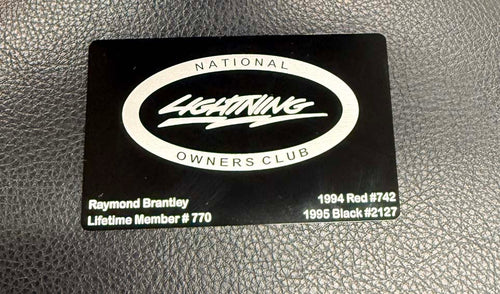 NATIONAL
LIGHTNING
OWNERS CLUB
Raymond Brantley
Lifetime Member # 770
1994 Red #742
1995 Black #2127